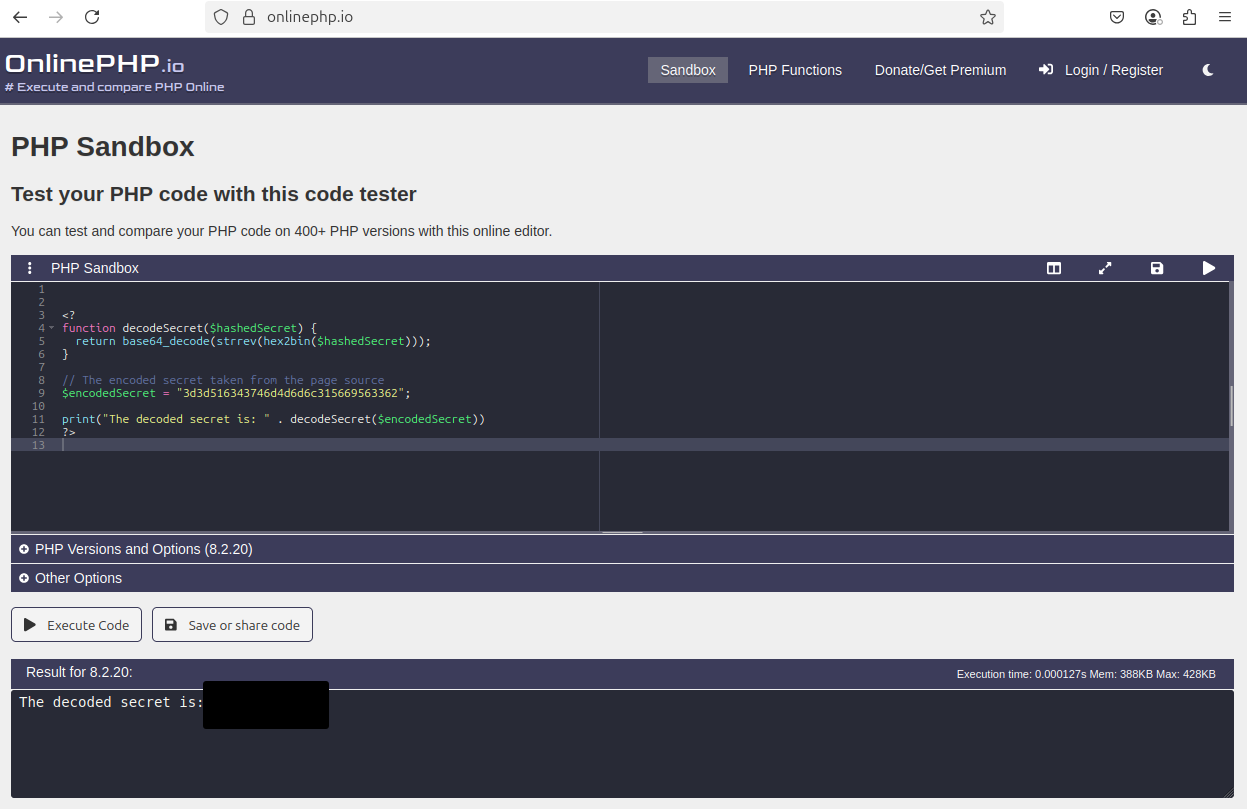 onlinephp.io
OnlinePHP.io
# Execute and compare PHP Online
Sandbox
PHP Functions
Donate/Get Premium
Login / Register
PHP Sandbox
Test your PHP code with this code tester
You can test and compare your PHP code on 400+ PHP versions with this online editor.
PHP Sandbox
1
2
3 <?
4 function decodeSecret($hashedSecret) {
5 return base64_decode(strrev(hex2bin($hashedSecret)));
6 }
7
8 // The encoded secret taken from the page source
9 $encodedSecret = "3d3d516343746d4d6d6c315669563362";
10
11 print("The decoded secret is: " . decodeSecret($encodedSecret))
12 ?>
13
PHP Versions and Options (8.2.20)
Other Options
Execute Code
Save or share code
Result for 8.2.20:
Execution time: 0.000127s Mem: 388KB Max: 428KB
The decoded secret is: